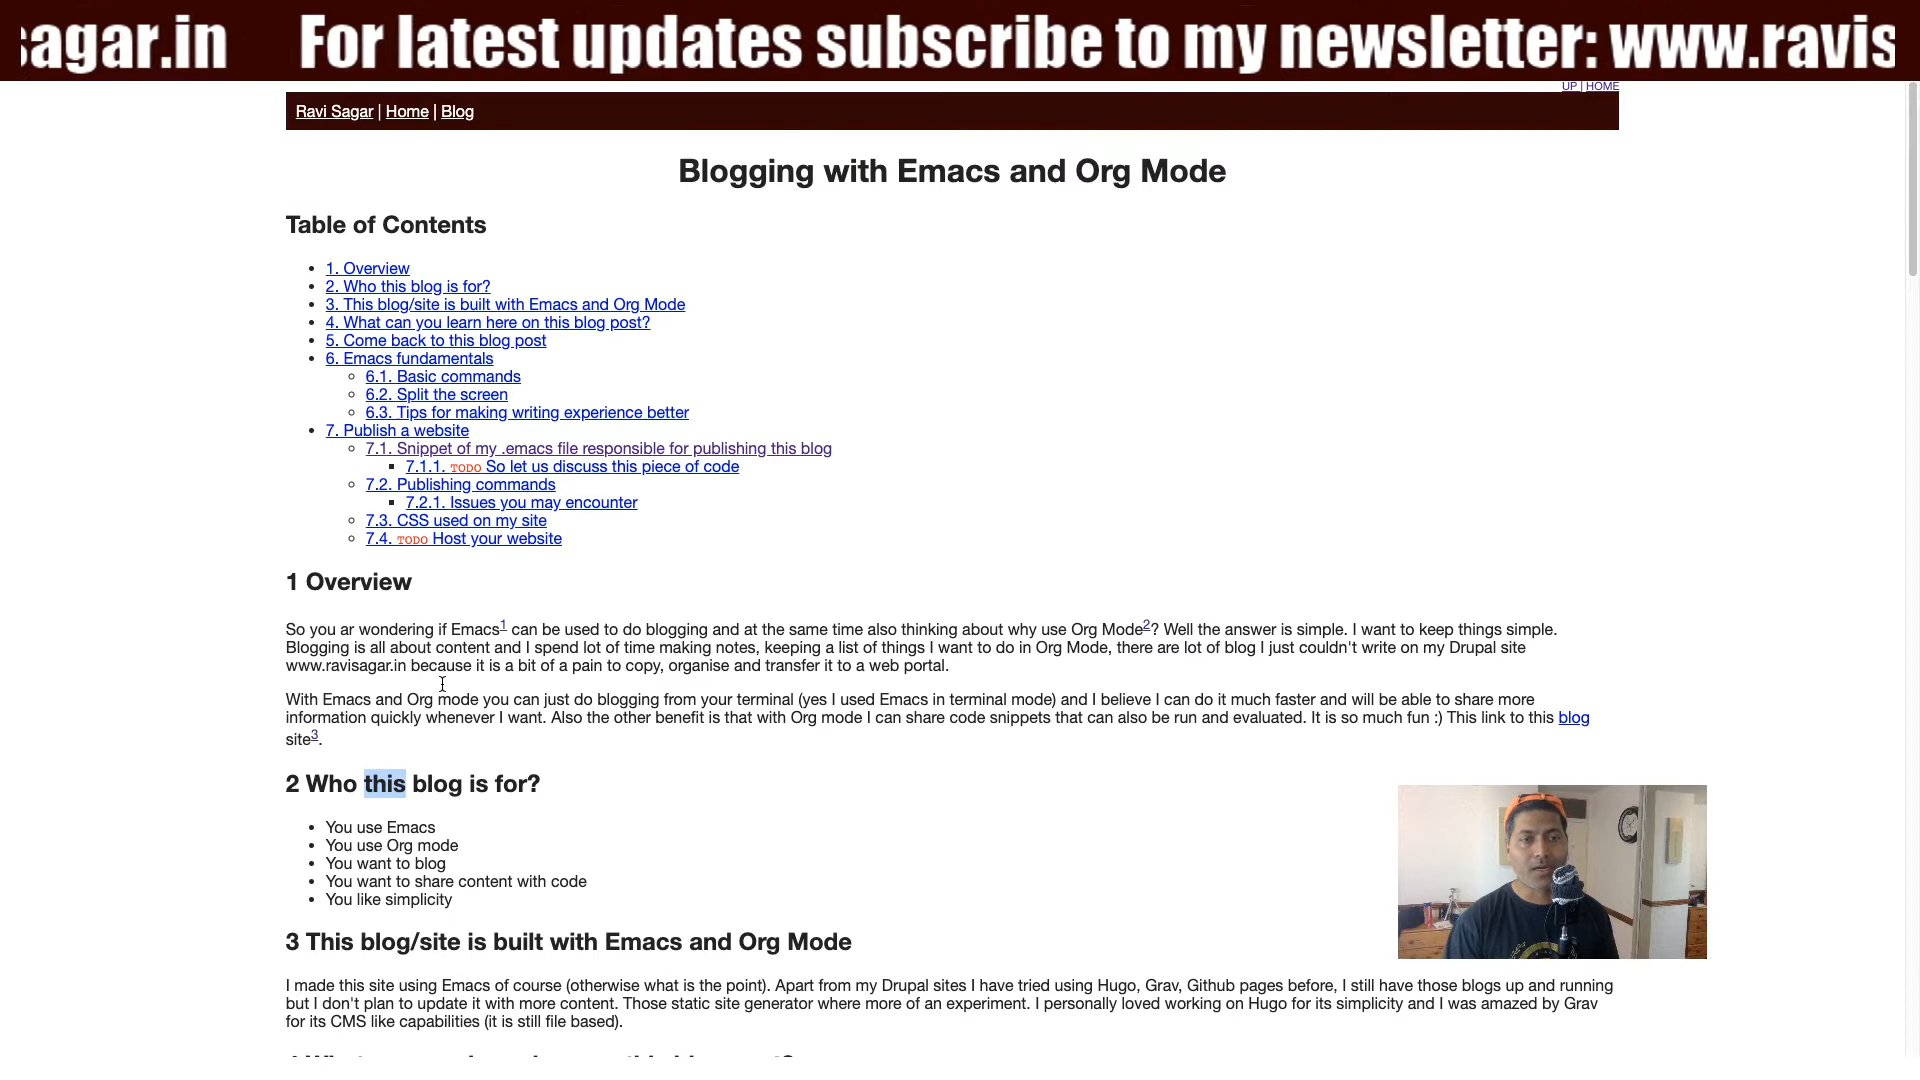 sagar.in For latest updates subscribe to my newsletter: www.ravis
UP | HOME
Ravi Sagar | Home | Blog
Blogging with Emacs and Org Mode
Table of Contents
1. Overview
2. Who this blog is for?
3. This blog/site is built with Emacs and Org Mode
4. What can you learn here on this blog post?
5. Come back to this blog post
6. Emacs fundamentals
6.1. Basic commands
6.2. Split the screen
6.3. Tips for making writing experience better
7. Publish a website
7.1. Snippet of my .emacs file responsible for publishing this blog
7.1.1. TODO So let us discuss this piece of code
7.2. Publishing commands
7.2.1. Issues you may encounter
7.3. CSS used on my site
7.4. TODO Host your website
1 Overview
So you ar wondering if Emacs1 can be used to do blogging and at the same time also thinking about why use Org Mode2? Well the answer is simple. I want to keep things simple.
Blogging is all about content and I spend lot of time making notes, keeping a list of things I want to do in Org Mode, there are lot of blog I just couldn't write on my Drupal site
www.ravisagar.in because it is a bit of a pain to copy, organise and transfer it to a web portal.
With Emacs and Org mode you can just do blogging from your terminal (yes I used Emacs in terminal mode) and I believe I can do it much faster and will be able to share more
information quickly whenever I want. Also the other benefit is that with Org mode I can share code snippets that can also be run and evaluated. It is so much fun :) This link to this blog
site3.
2 Who this blog is for?
You use Emacs
You use Org mode
You want to blog
You want to share content with code
You like simplicity
3 This blog/site is built with Emacs and Org Mode
I made this site using Emacs of course (otherwise what is the point). Apart from my Drupal sites I have tried using Hugo, Grav, Github pages before, I still have those blogs up and running
but I don't plan to update it with more content. Those static site generator where more of an experiment. I personally loved working on Hugo for its simplicity and I was amazed by Grav
for its CMS like capabilities (it is still file based).